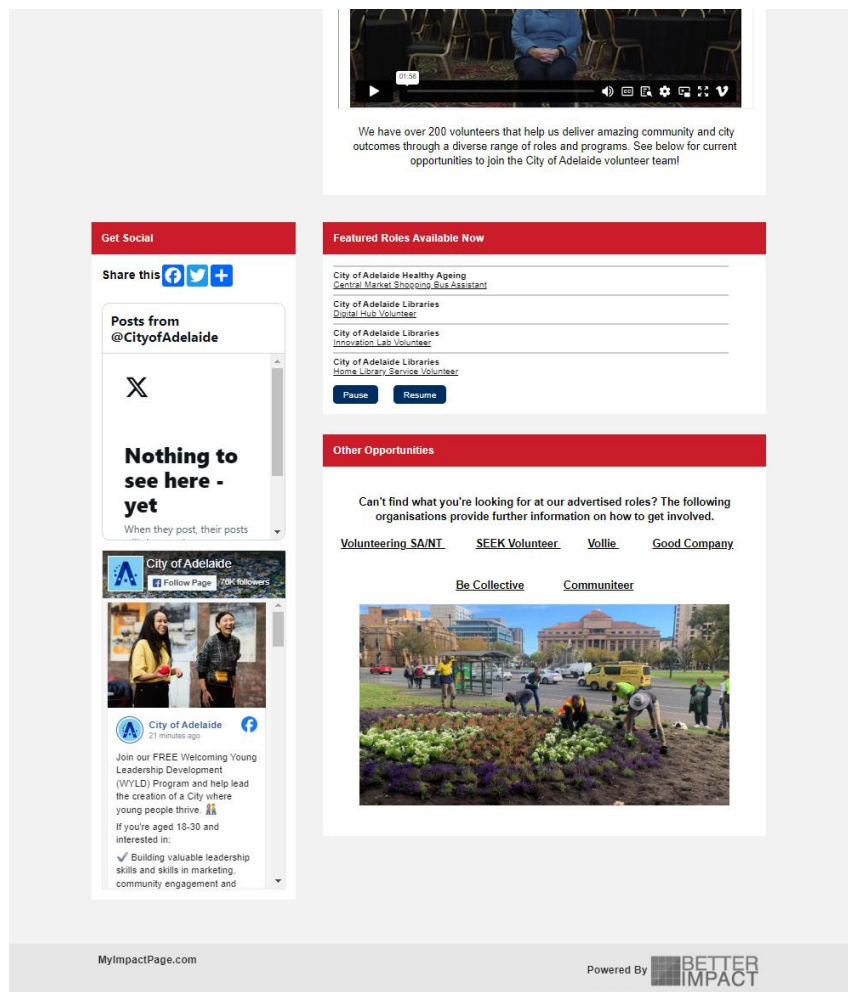 01:56
We have over 200 volunteers that help us deliver amazing community and city
outcomes through a diverse range of roles and programs. See below for current
opportunities to join the City of Adelaide volunteer team!
Get Social
Share this
Posts from
@CityofAdelaide
Nothing to
see here -
yet
When they post, their posts
City of Adelaide
Follow Page
76K followers
City of Adelaide
21 minutes ago
Join our FREE Welcoming Young
Leadership Development
(WYLD) Program and help lead
the creation of a City where
young people thrive.
If you're aged 18-30 and
interested in:
Building valuable leadership
skills and skills in marketing,
community engagement and
Featured Roles Available Now
City of Adelaide Healthy Ageing
Central Market Shopping Bus Assistant
City of Adelaide Libraries
Digital Hub Volunteer
City of Adelaide Libraries
Innovation Lab Volunteer
City of Adelaide Libraries
Home Library Service Volunteer
Pause Resume
Other Opportunities
Can't find what you're looking for at our advertised roles? The following
organisations provide further information on how to get involved.
Volunteering SA/NT SEEK Volunteer Vollie Good Company
Be Collective Communiteer
MyImpactPage.com
Powered By BETTER
IMPACT